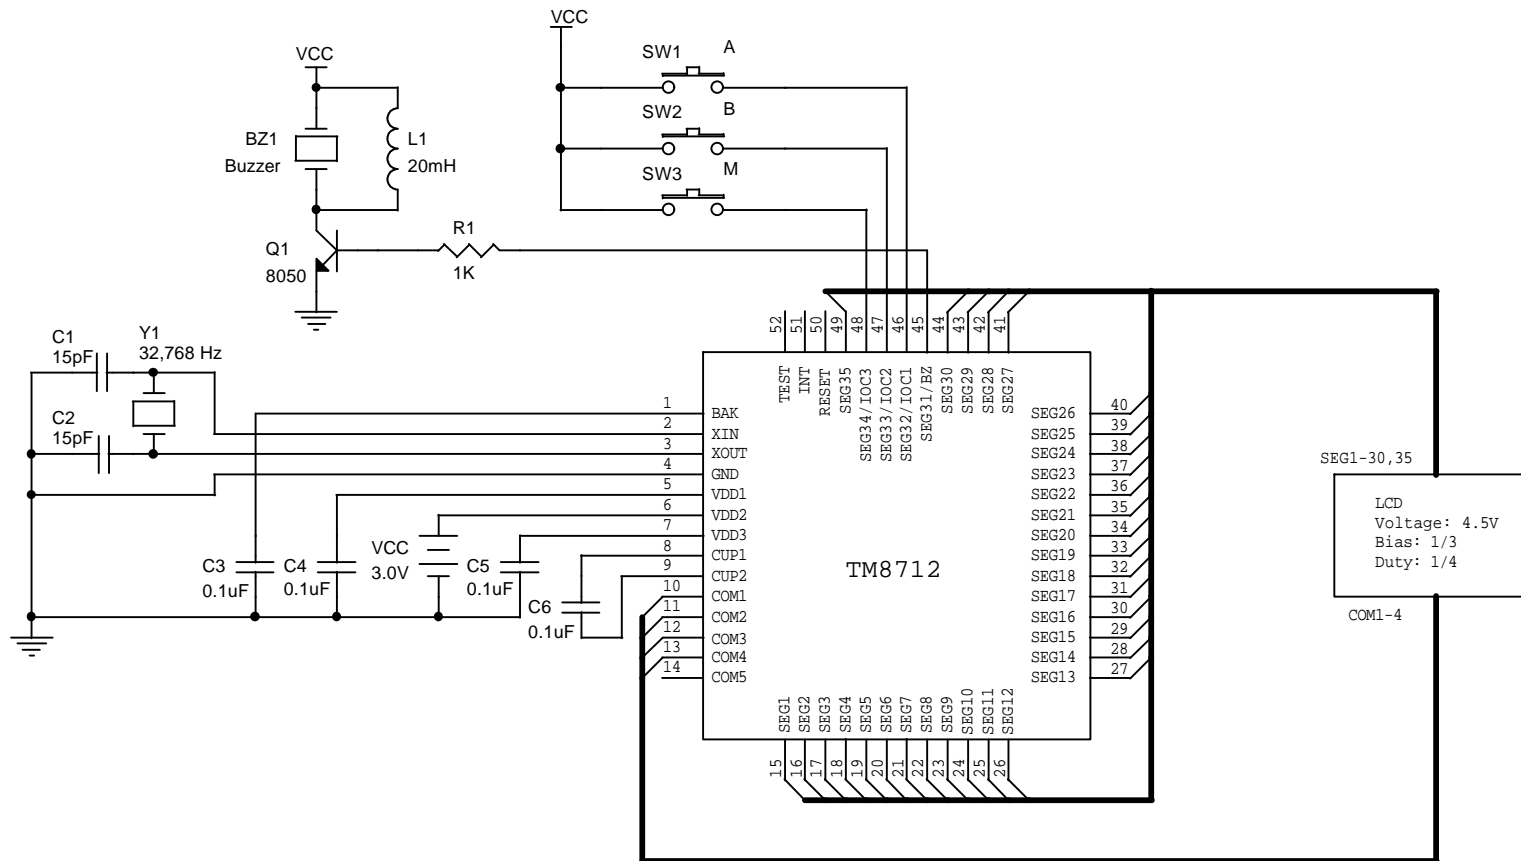 VCC
VCC
SW1
A
SW2
B
SW3
M
BZ1
Buzzer
L1
20mH
Q1
8050
R1
1K
C1
15pF
Y1
32,768 Hz
C2
15pF
C3
0.1uF
C4
0.1uF
VCC
3.0V
C5
0.1uF
C6
0.1uF
TM8712
1 BAK
2 XIN
3 XOUT
4 GND
5 VDD1
6 VDD2
7 VDD3
8 CUP1
9 CUP2
10 COM1
11 COM2
12 COM3
13 COM4
14 COM5
15 SEG1
16 SEG2
17 SEG3
18 SEG4
19 SEG5
20 SEG6
21 SEG7
22 SEG8
23 SEG9
24 SEG10
25 SEG11
26 SEG12
SEG13 27
SEG14 28
SEG15 29
SEG16 30
SEG17 31
SEG18 32
SEG19 33
SEG20 34
SEG21 35
SEG22 36
SEG23 37
SEG24 38
SEG25 39
SEG26 40
41 SEG27
42 SEG28
43 SEG29
44 SEG30
45 SEG31/BZ
46 SEG32/IOC1
47 SEG33/IOC2
48 SEG34/IOC3
49 SEG35
50 RESET
51 INT
52 TEST
SEG1-30,35
LCD
Voltage: 4.5V
Bias: 1/3
Duty: 1/4
COM1-4